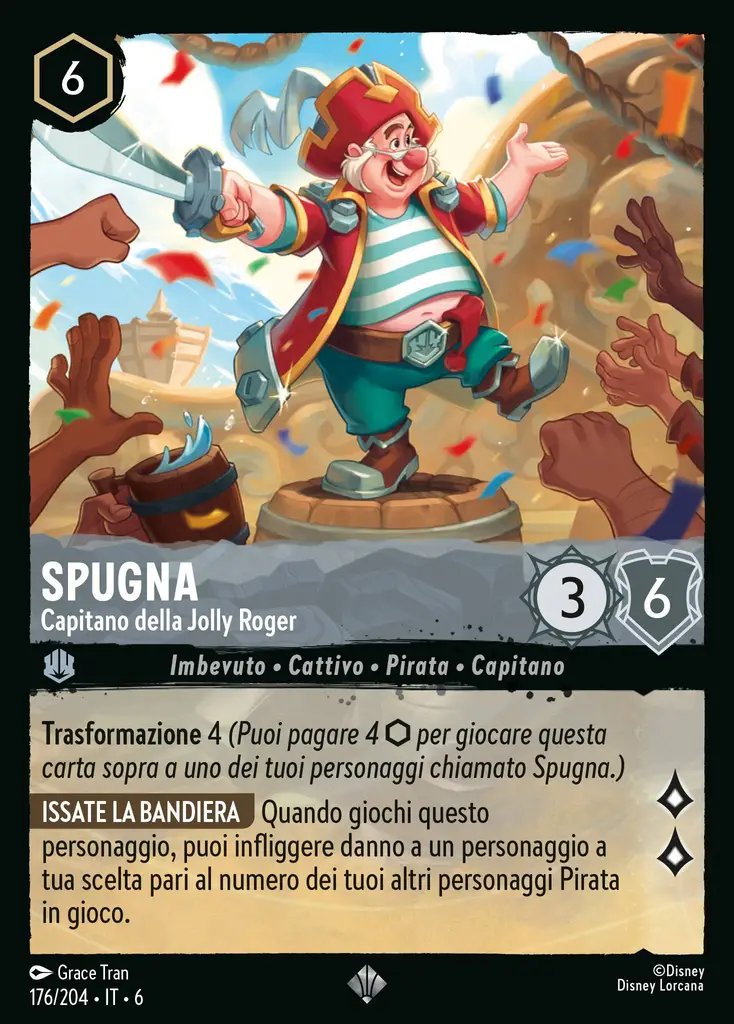 6
SPUGNA
Capitano della Jolly Roger
3
6
Imbevuto • Cattivo • Pirata • Capitano
Trasformazione 4 (Puoi pagare 4 ⬡ per giocare questa
carta sopra a uno dei tuoi personaggi chiamato Spugna.)
ISSATE LA BANDIERA Quando giochi questo
personaggio, puoi infliggere danno a un personaggio a
tua scelta pari al numero dei tuoi altri personaggi Pirata
in gioco.
Grace Tran
176/204 • IT • 6
©Disney
Disney Lorcana